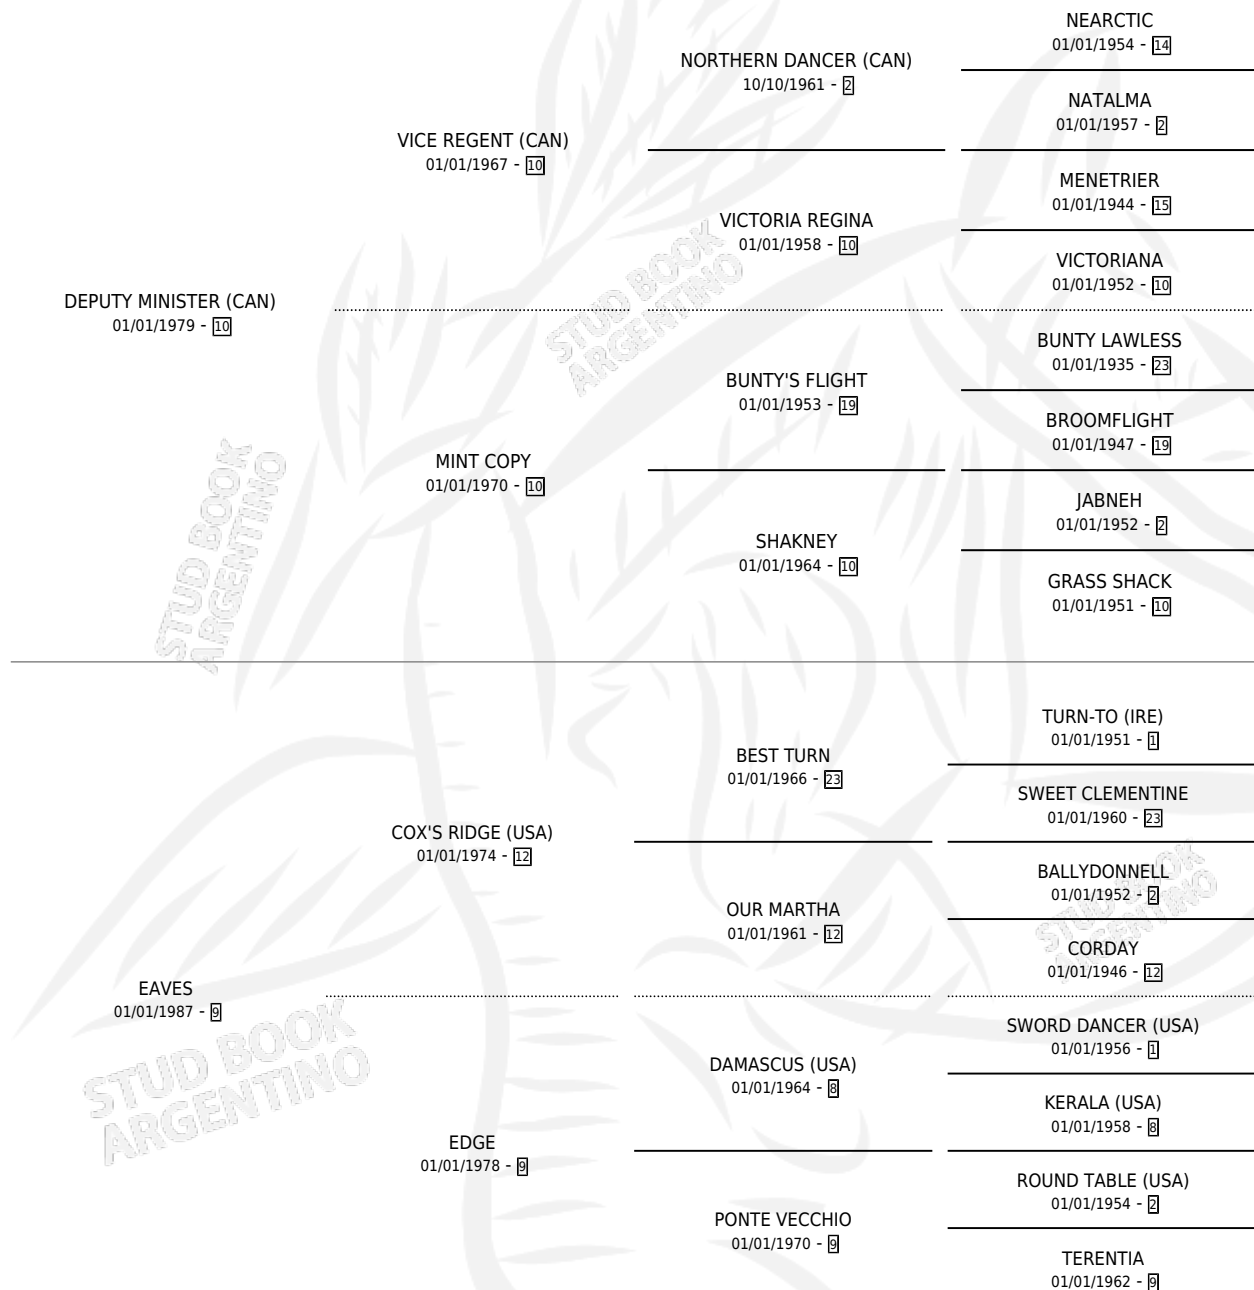 NEARCTIC
01/01/1954 - 14
NORTHERN DANCER (CAN)
10/10/1961 - 2
NATALMA
01/01/1957 - 2
VICE REGENT (CAN)
01/01/1967 - 10
MENETRIER
01/01/1944 - 15
VICTORIA REGINA
01/01/1958 - 10
VICTORIANA
01/01/1952 - 10
DEPUTY MINISTER (CAN)
01/01/1979 - 10
STUD BOOK
ARGENTINO
BUNTY LAWLESS
01/01/1935 - 23
BUNTY'S FLIGHT
01/01/1953 - 19
BROOMFLIGHT
01/01/1947 - 19
MINT COPY
01/01/1970 - 10
JABNEH
01/01/1952 - 2
SHAKNEY
01/01/1964 - 10
GRASS SHACK
01/01/1951 - 10
STUD BOOK
ARGENTINO
TURN-TO (IRE)
01/01/1951 - 1
BEST TURN
01/01/1966 - 23
SWEET CLEMENTINE
01/01/1960 - 23
COX'S RIDGE (USA)
01/01/1974 - 12
BALLYDONNELL
01/01/1952 - 2
OUR MARTHA
01/01/1961 - 12
CORDAY
01/01/1946 - 12
STUD BOOK
ARGENTINO
EAVES
01/01/1987 - 9
SWORD DANCER (USA)
01/01/1956 - 1
DAMASCUS (USA)
01/01/1964 - 8
KERALA (USA)
01/01/1958 - 8
STUD BOOK
ARGENTINO
EDGE
01/01/1978 - 9
ROUND TABLE (USA)
01/01/1954 - 2
PONTE VECCHIO
01/01/1970 - 9
TERENTIA
01/01/1962 - 9